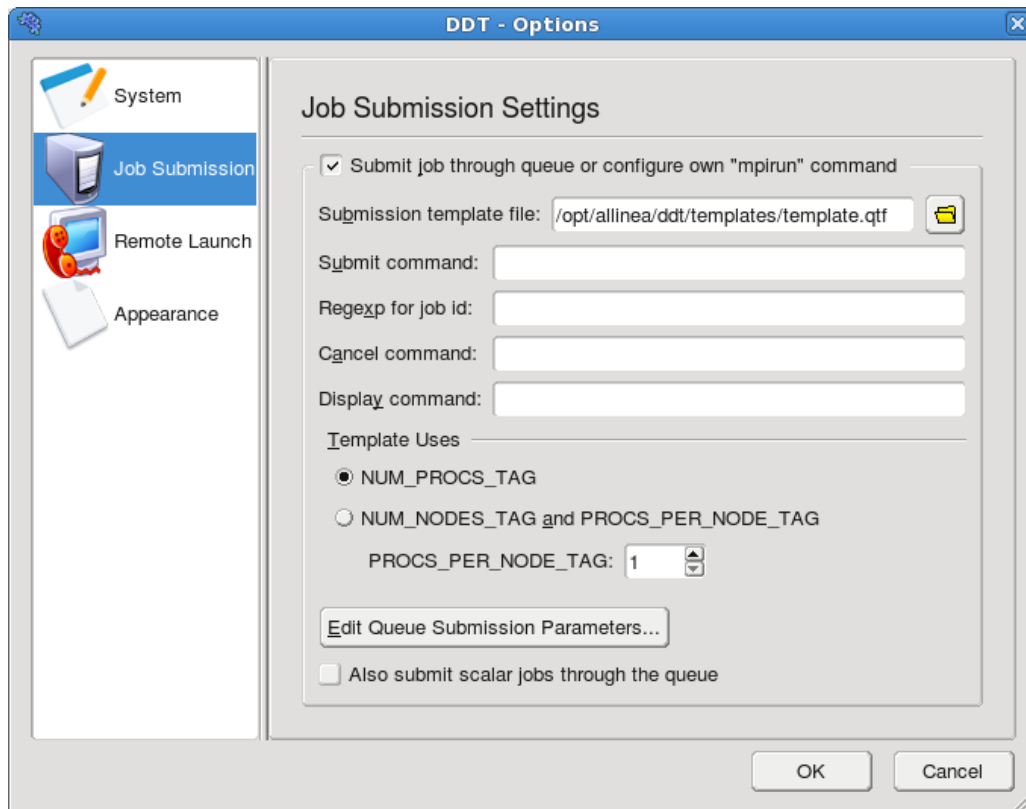 DDT - Options
System
Job Submission
Remote Launch
Appearance
Job Submission Settings
Submit job through queue or configure own "mpirun" command
Submission template file: /opt/allinea/ddt/templates/template.qtf
Submit command:
Regexp for job id:
Cancel command:
Display command:
Template Uses
NUM_PROCS_TAG
NUM_NODES_TAG and PROCS_PER_NODE_TAG
PROCS_PER_NODE_TAG: 1
Edit Queue Submission Parameters...
Also submit scalar jobs through the queue
OK Cancel